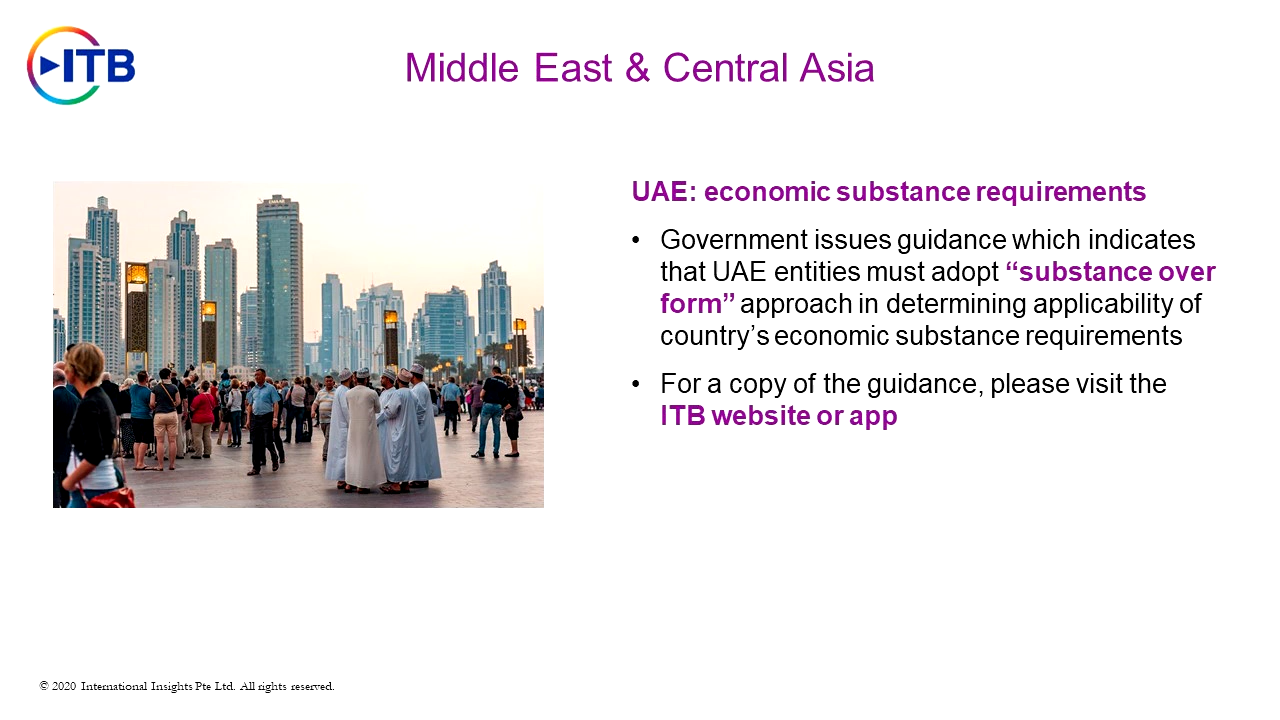 ITB
Middle East & Central Asia
UAE: economic substance requirements
• Government issues guidance which indicates
that UAE entities must adopt “substance over
form” approach in determining applicability of
country’s economic substance requirements
• For a copy of the guidance, please visit the
ITB website or app
© 2020 International Insights Pte Ltd. All rights reserved.